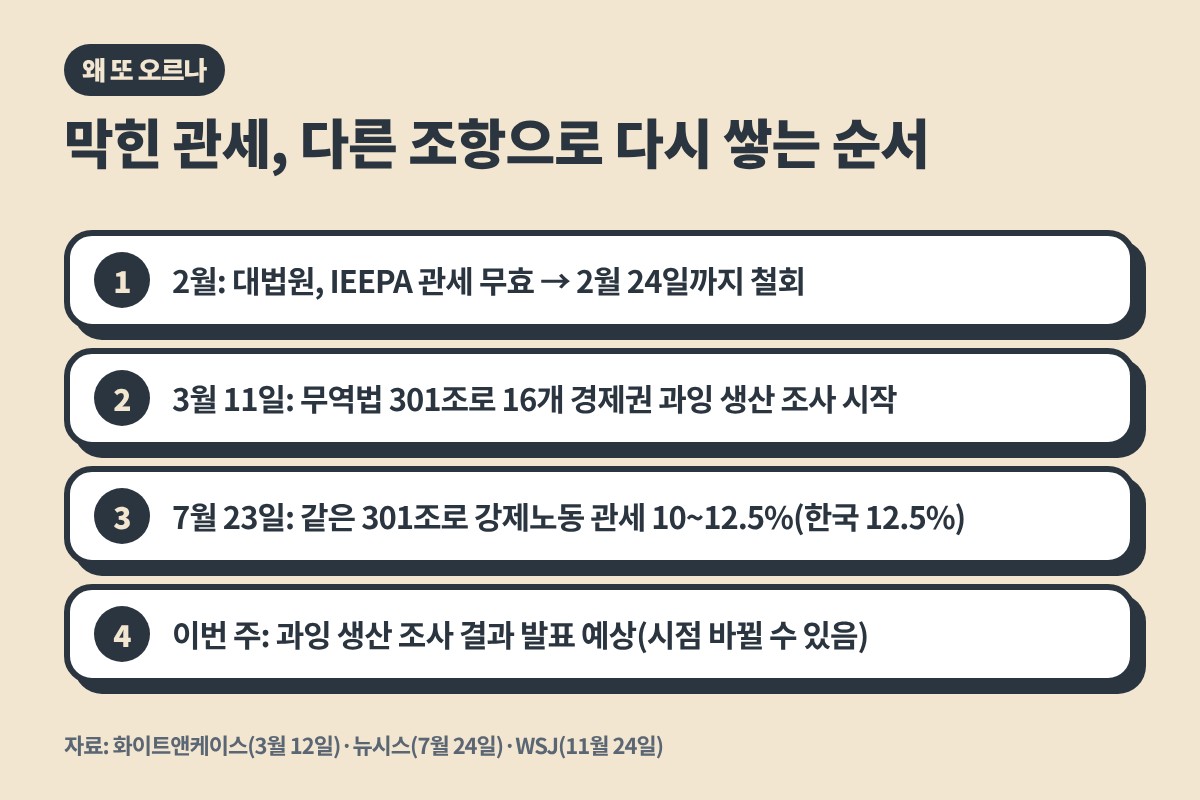 왜 또 오르나
막힌 관세, 다른 조항으로 다시 쌓는 순서
1 2월: 대법원, IEEPA 관세 무효 → 2월 24일까지 철회
2 3월 11일: 무역법 301조로 16개 경제권 과잉 생산 조사 시작
3 7월 23일: 같은 301조로 강제노동 관세 10~12.5%(한국 12.5%)
4 이번 주: 과잉 생산 조사 결과 발표 예상(시점 바뀔 수 있음)
자료: 화이트앤케이스(3월 12일)·뉴시스(7월 24일)·WSJ(11월 24일)